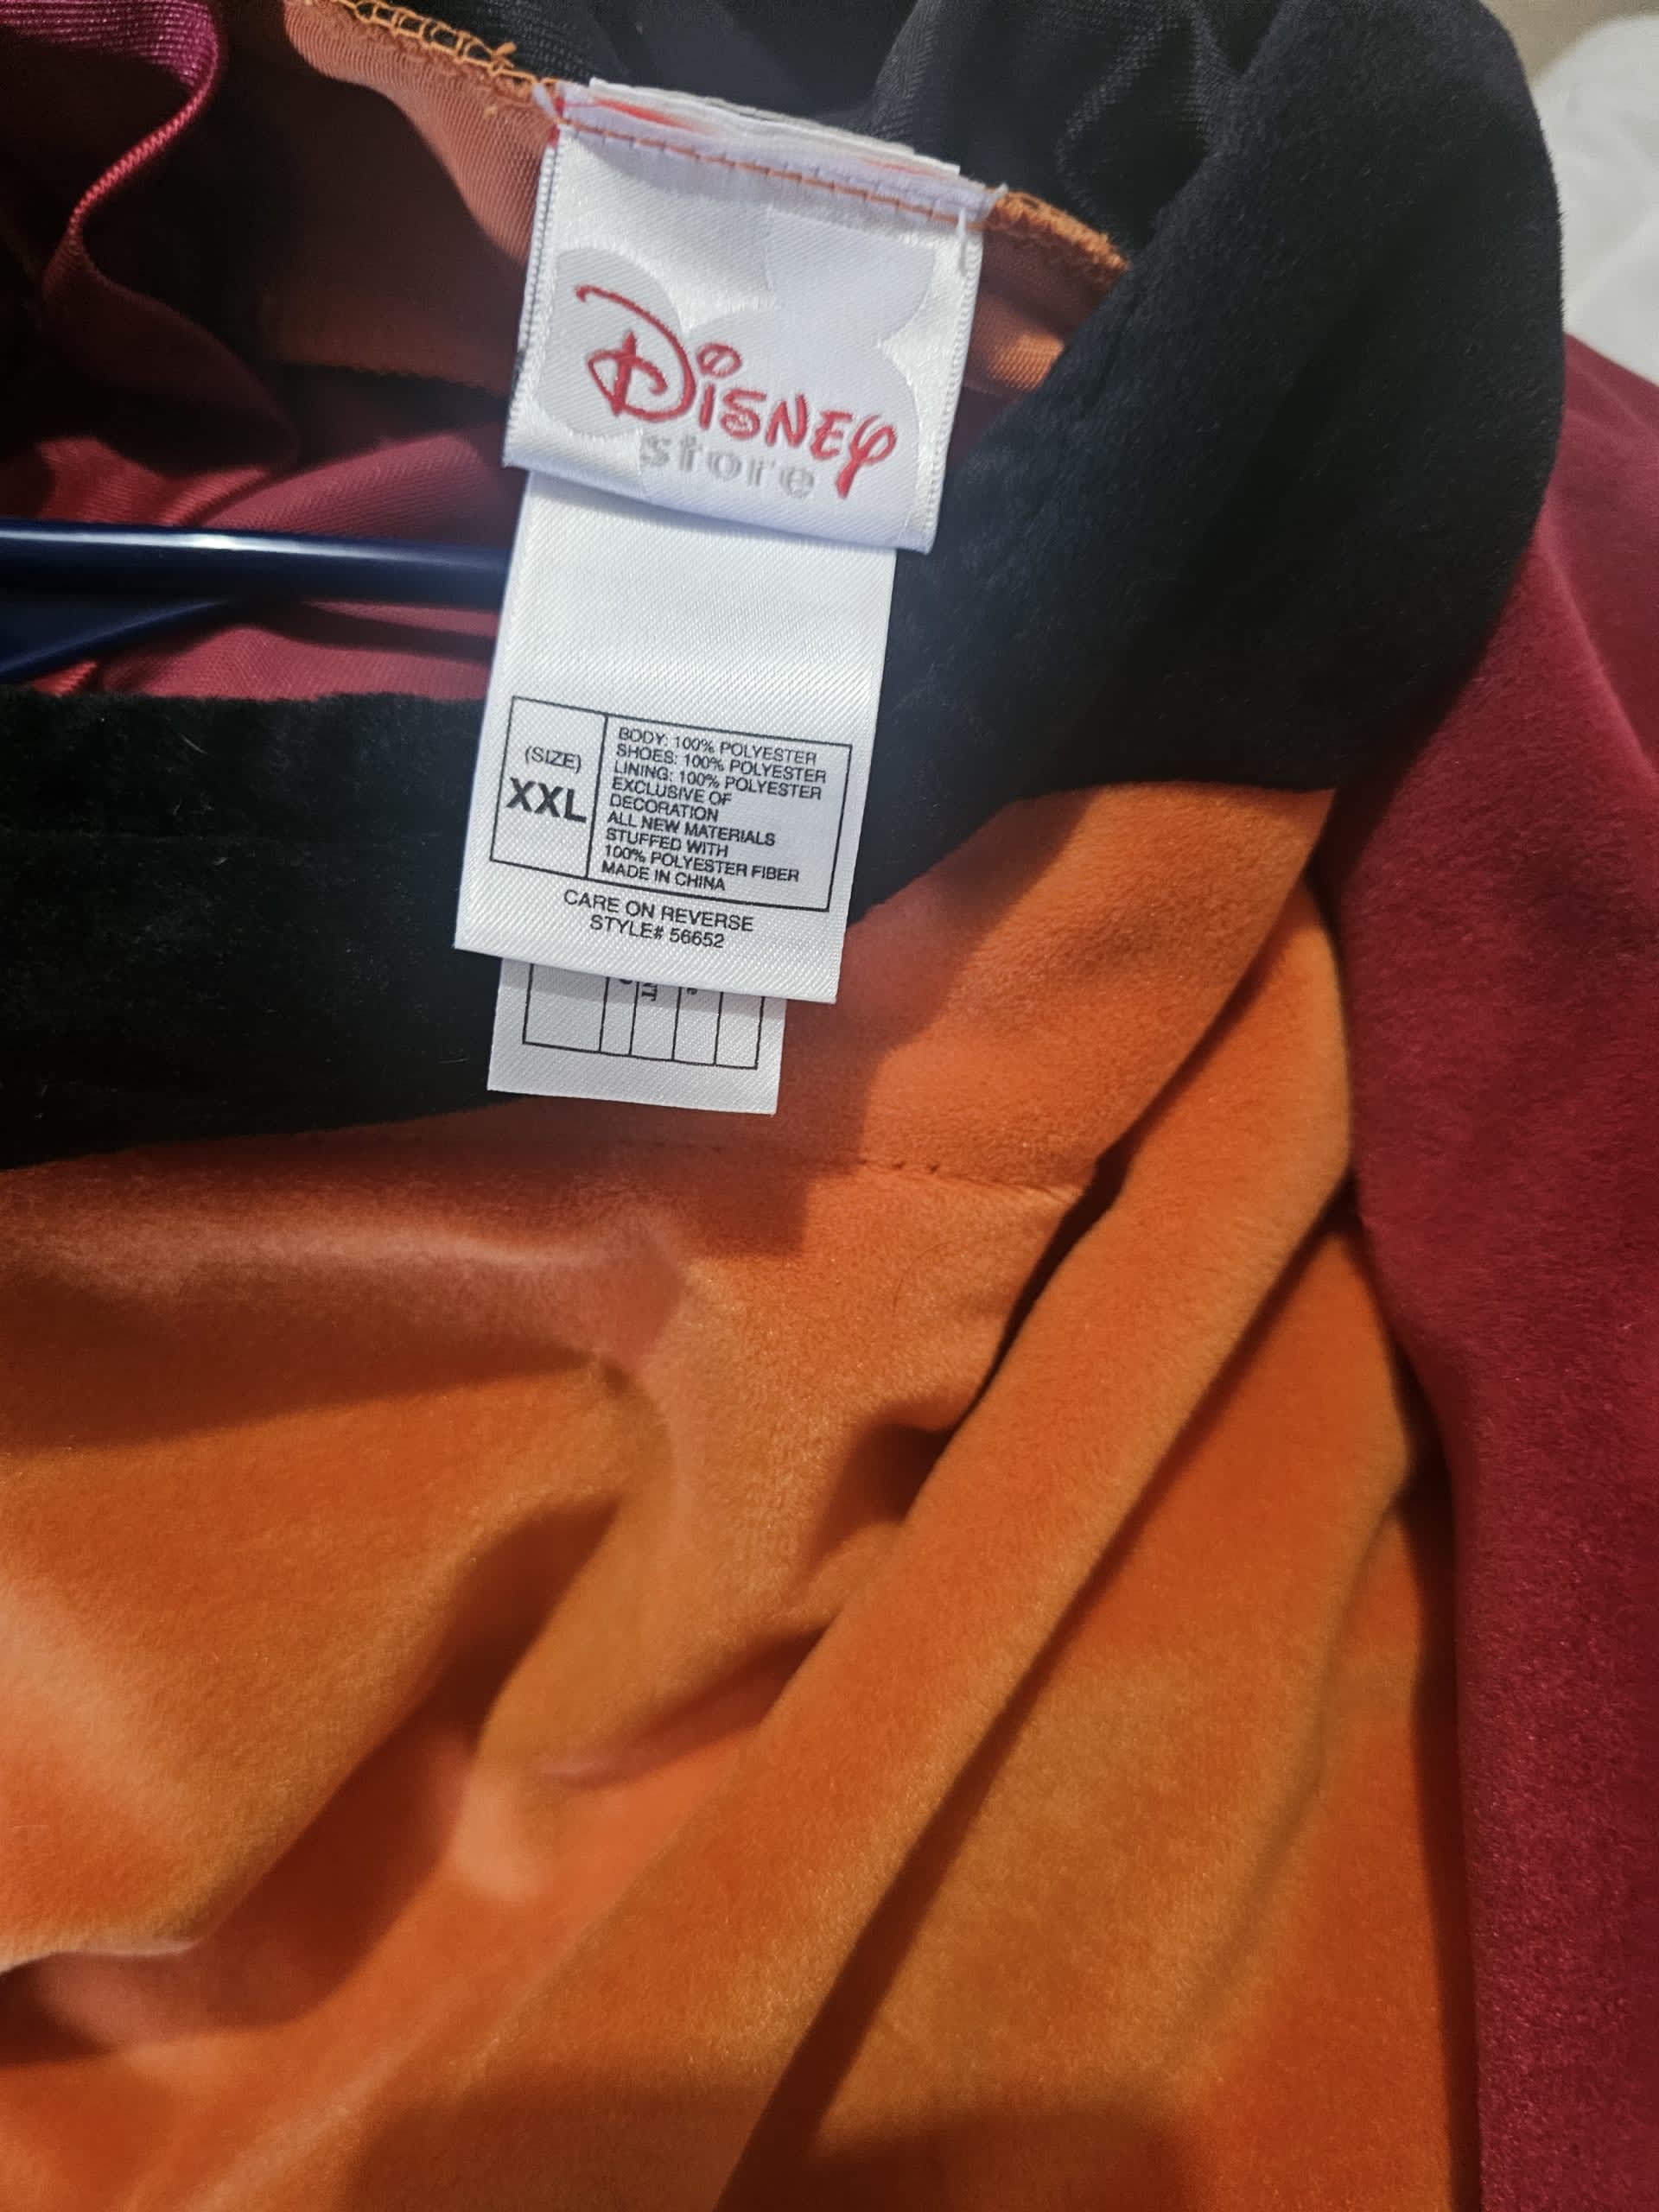 Disney
store
(SIZE)
XXL
BODY: 100% POLYESTER
SHOES: 100% POLYESTER
LINING: 100% POLYESTER
EXCLUSIVE OF
DECORATION
ALL NEW MATERIALS
STUFFED WITH
100% POLYESTER FIBER
MADE IN CHINA
CARE ON REVERSE
STYLE# 56652